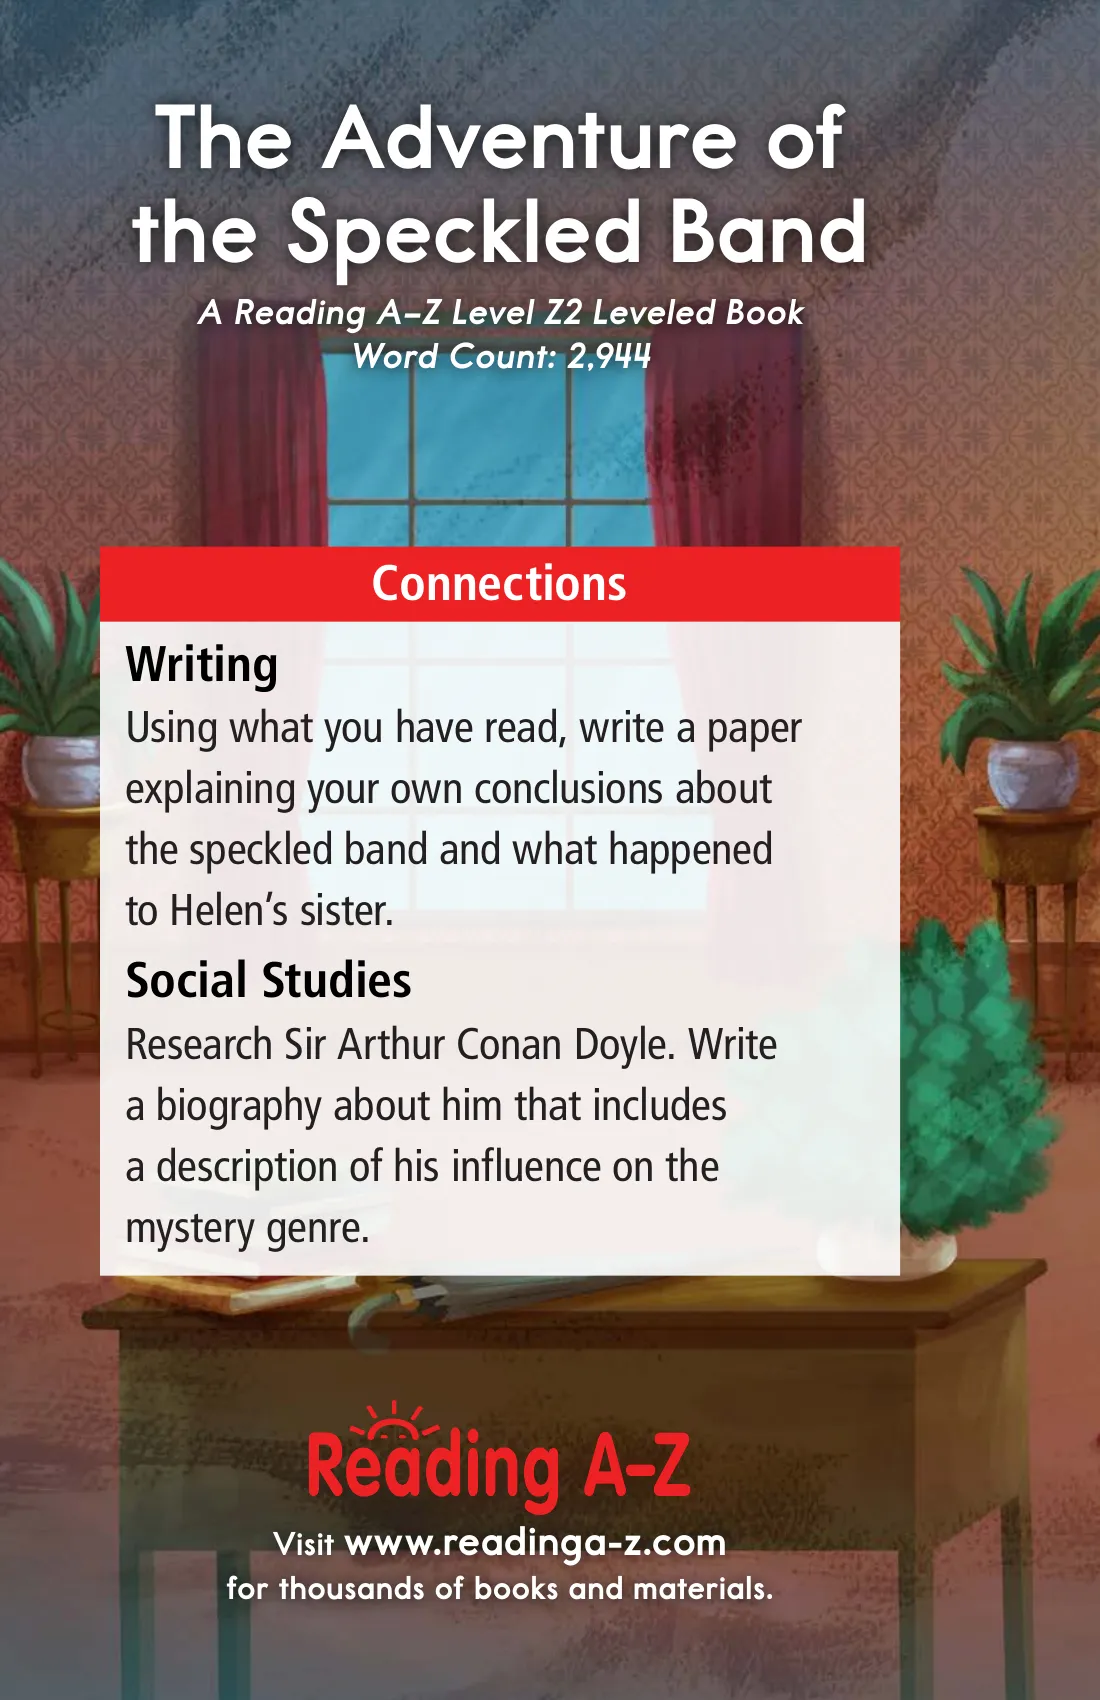 The Adventure of
the Speckled Band
A Reading A–Z Level Z2 Leveled Book
Word Count: 2,944
Connections
Writing
Using what you have read, write a paper
explaining your own conclusions about
the speckled band and what happened
to Helen’s sister.
Social Studies
Research Sir Arthur Conan Doyle. Write
a biography about him that includes
a description of his influence on the
mystery genre.
Reading A-Z
Visit www.readinga-z.com
for thousands of books and materials.